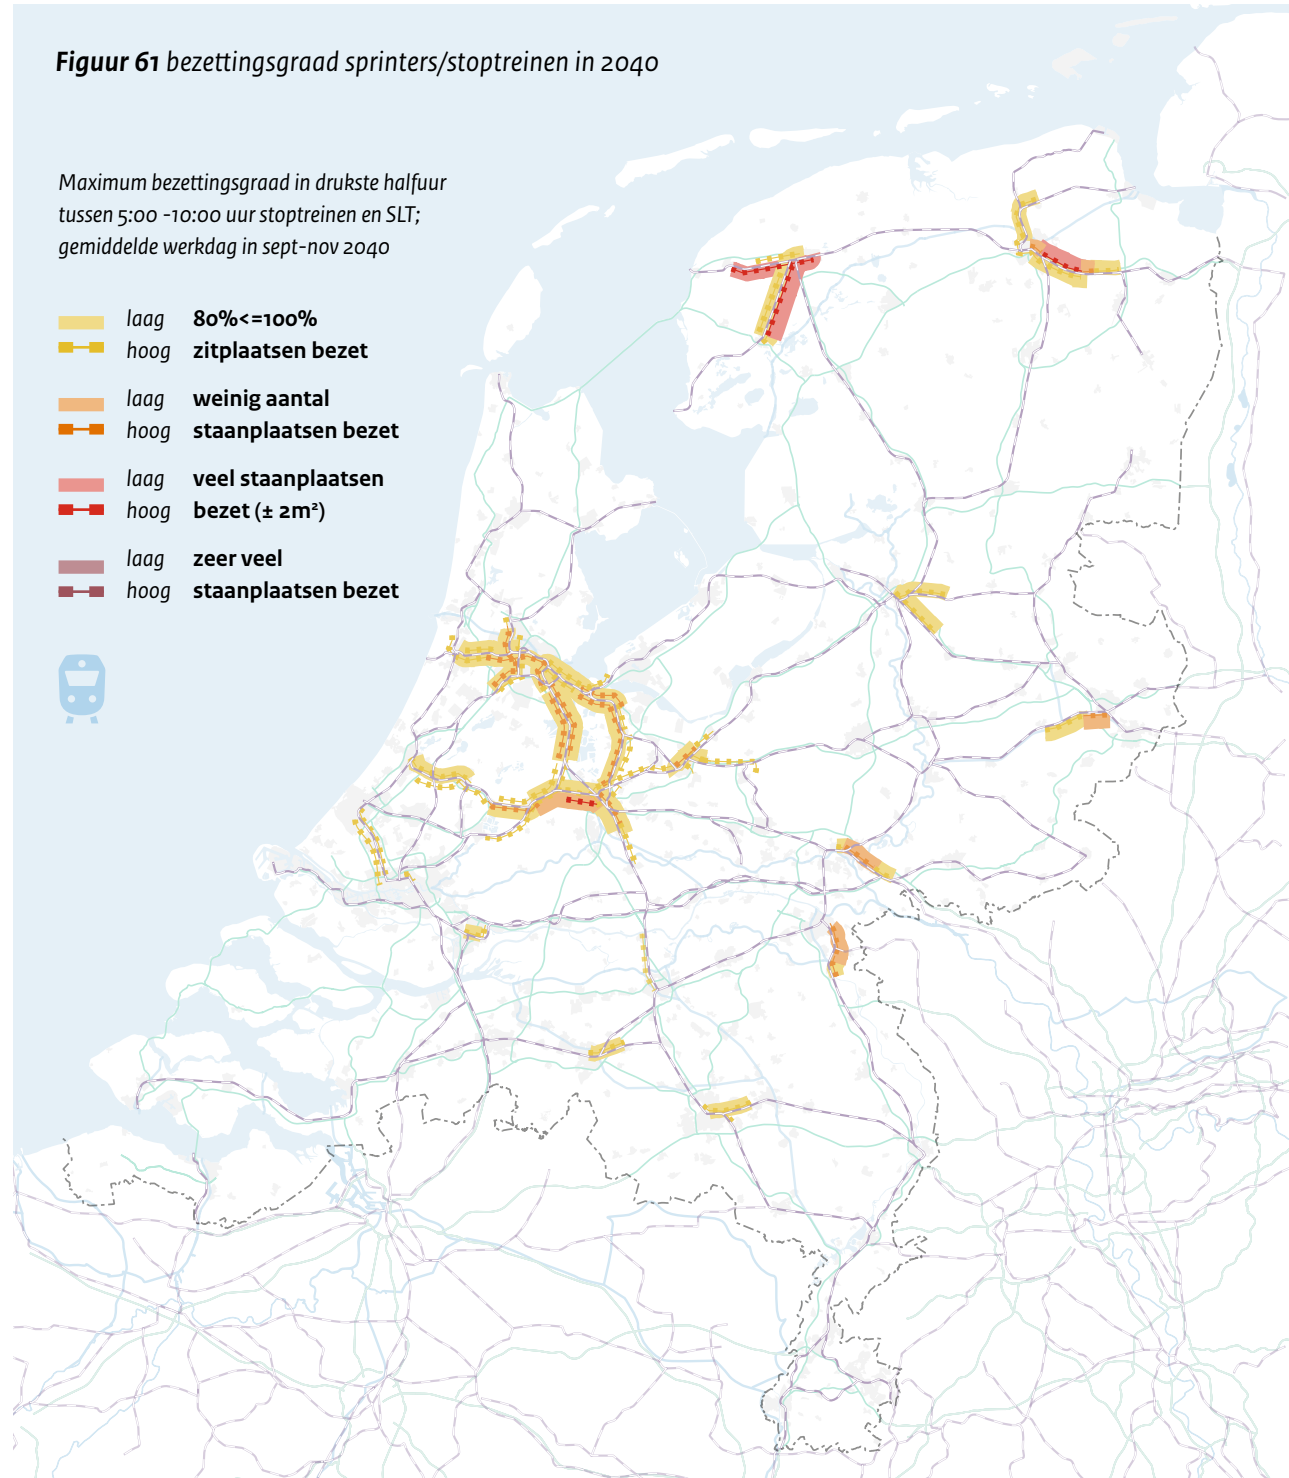 Figuur 61 bezettingsgraad sprinters/stoptreinen in 2040
Maximum bezettingsgraad in drukste halfuur
tussen 5:00 -10:00 uur stoptreinen en SLT;
gemiddelde werkdag in sept-nov 2040
laag 80%<=100%
hoog zitplaatsen bezet
laag weinig aantal
hoog staanplaatsen bezet
laag veel staanplaatsen
hoog bezet (± 2m²)
laag zeer veel
hoog staanplaatsen bezet